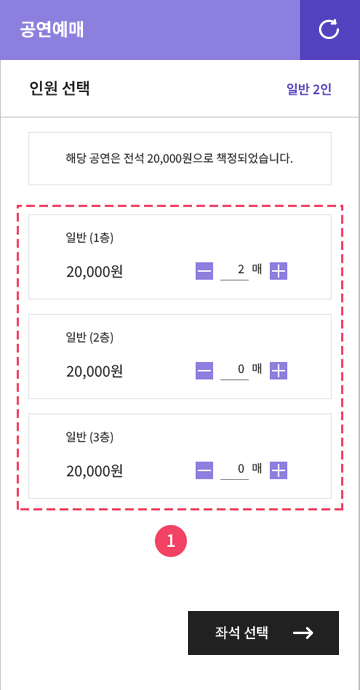 공연예매
인원 선택
일반 2인
해당 공연은 전석 20,000원으로 책정되었습니다.
일반 (1층)
20,000원
2 매
일반 (2층)
20,000원
0 매
일반 (3층)
20,000원
0 매
1
좌석 선택